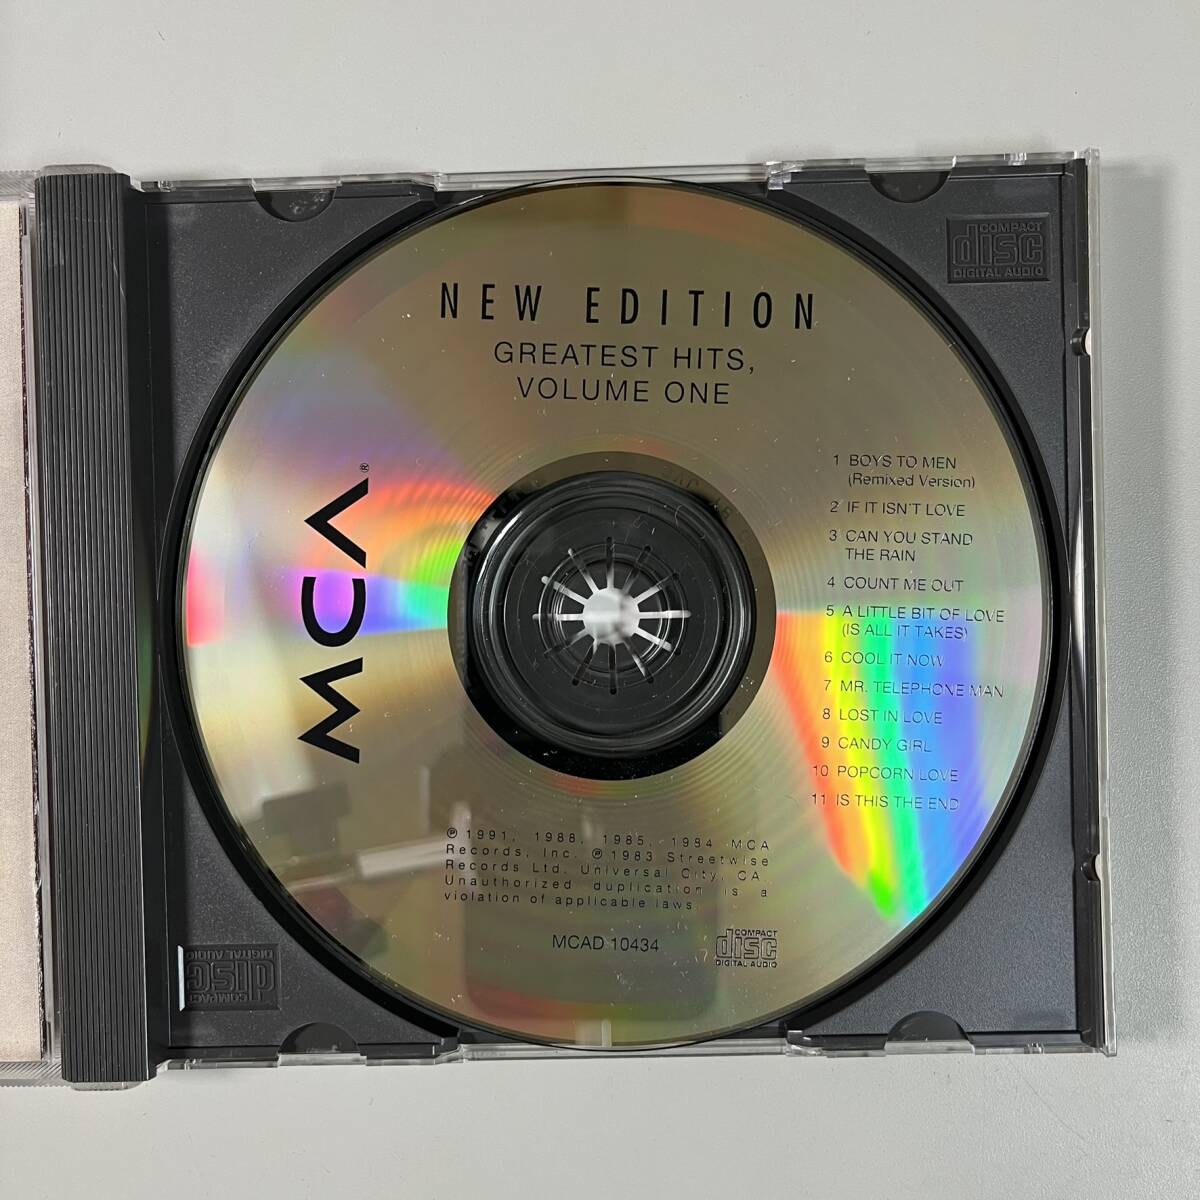 NEW EDITION
GREATEST HITS,
VOLUME ONE
MCA®
1 BOYS TO MEN
(Remixed Version)
2 IF IT ISN'T LOVE
3 CAN YOU STAND
THE RAIN
4 COUNT ME OUT
5 A LITTLE BIT OF LOVE
(IS ALL IT TAKES)
6 COOL IT NOW
7 MR. TELEPHONE MAN
8 LOST IN LOVE
9 CANDY GIRL
10 POPCORN LOVE
11 IS THIS THE END
℗ 1991, 1988, 1985, 1984 MCA
Records, Inc. ℗ 1983 Streetwise
Records Ltd. Universal City, CA.
Unauthorized duplication is a
violation of applicable laws.
MCAD 10434
COMPACT
disc
DIGITAL AUDIO
COMPACT
disc
DIGITAL AUDIO
COMPACT
disc
DIGITAL AUDIO